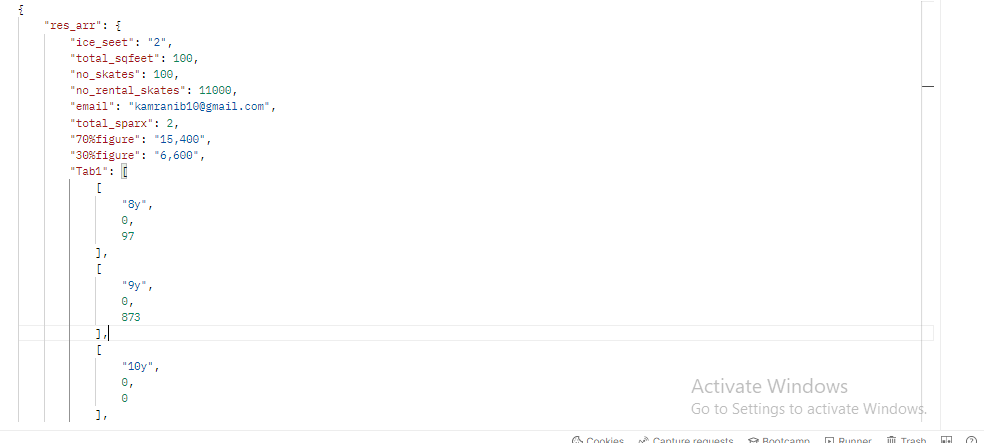 {
"res_arr": {
"ice_seet": "2",
"total_sqfeet": 100,
"no_skates": 100,
"no_rental_skates": 11000,
"email": "kamranib10@gmail.com",
"total_sparx": 2,
"70%figure": "15,400",
"30%figure": "6,600",
"Tab1": [
[
"8y",
0,
97
],
[
"9y",
0,
873
],
[
"10y",
0,
0
],
Activate Windows
Go to Settings to activate Windows.
Cookies Capture requests Bootcamp Runner Trash